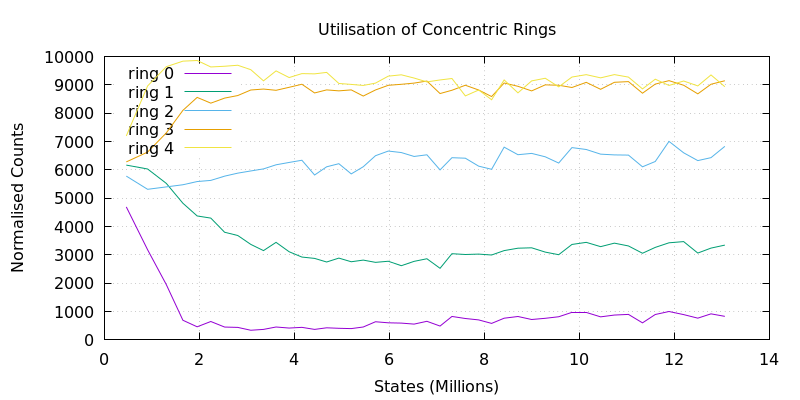 Utilisation of Concentric Rings
Normalised Counts
10000
9000
8000
7000
6000
5000
4000
3000
2000
1000
0
ring 0
ring 1
ring 2
ring 3
ring 4
0 2 4 6 8 10 12 14
States (Millions)